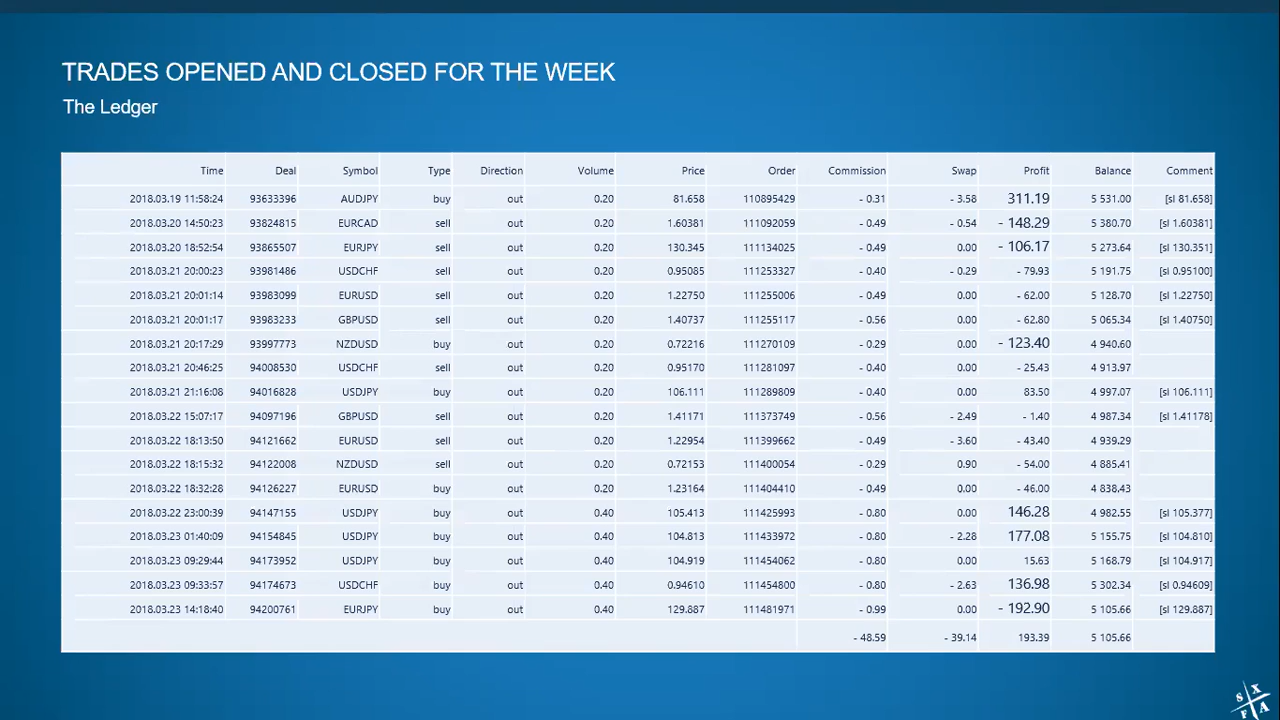 TRADES OPENED AND CLOSED FOR THE WEEK
The Ledger
Time Deal Symbol Type Direction Volume Price Order Commission Swap Profit Balance Comment
2018.03.19 11:58:24 93633396 AUDJPY buy out 0.20 81.658 110895429 - 0.31 - 3.58 311.19 5 531.00 [sl 81.658]
2018.03.20 14:50:23 93824815 EURCAD sell out 0.20 1.60381 111092059 - 0.49 - 0.54 - 148.29 5 380.70 [sl 1.60381]
2018.03.20 18:52:54 93865507 EURJPY sell out 0.20 130.345 111134025 - 0.49 0.00 - 106.17 5 273.64 [sl 130.351]
2018.03.21 20:00:23 93981486 USDCHF sell out 0.20 0.95085 111253327 - 0.40 - 0.29 - 79.93 5 191.75 [sl 0.95100]
2018.03.21 20:01:14 93983099 EURUSD sell out 0.20 1.22750 111255006 - 0.49 0.00 - 62.00 5 128.70 [sl 1.22750]
2018.03.21 20:01:17 93983233 GBPUSD sell out 0.20 1.40737 111255117 - 0.56 0.00 - 62.80 5 065.34 [sl 1.40750]
2018.03.21 20:17:29 93997773 NZDUSD buy out 0.20 0.72216 111270109 - 0.29 0.00 - 123.40 4 940.60
2018.03.21 20:46:25 94008530 USDCHF sell out 0.20 0.95170 111281097 - 0.40 0.00 - 25.43 4 913.97
2018.03.21 21:16:08 94016828 USDJPY buy out 0.20 106.111 111289809 - 0.40 0.00 83.50 4 997.07 [sl 106.111]
2018.03.22 15:07:17 94097196 GBPUSD sell out 0.20 1.41171 111373749 - 0.56 - 2.49 - 1.40 4 987.34 [sl 1.41178]
2018.03.22 18:13:50 94121662 EURUSD sell out 0.20 1.22954 111399662 - 0.49 - 3.60 - 43.40 4 939.29
2018.03.22 18:15:32 94122008 NZDUSD sell out 0.20 0.72153 111400054 - 0.29 0.90 - 54.00 4 885.41
2018.03.22 18:32:28 94126227 EURUSD buy out 0.20 1.23164 111404410 - 0.49 0.00 - 46.00 4 838.43
2018.03.22 23:00:39 94147155 USDJPY buy out 0.40 105.413 111425993 - 0.80 0.00 146.28 4 982.55 [sl 105.377]
2018.03.23 01:40:09 94154845 USDJPY buy out 0.40 104.813 111433972 - 0.80 - 2.28 177.08 5 155.75 [sl 104.810]
2018.03.23 09:29:44 94173952 USDJPY buy out 0.40 104.919 111454062 - 0.80 0.00 15.63 5 168.79 [sl 104.917]
2018.03.23 09:33:57 94174673 USDCHF buy out 0.40 0.94610 111454800 - 0.80 - 2.63 136.98 5 302.34 [sl 0.94609]
2018.03.23 14:18:40 94200761 EURJPY buy out 0.40 129.887 111481971 - 0.99 0.00 - 192.90 5 105.66 [sl 129.887]
- 48.59 - 39.14 193.39 5 105.66
S X
F A